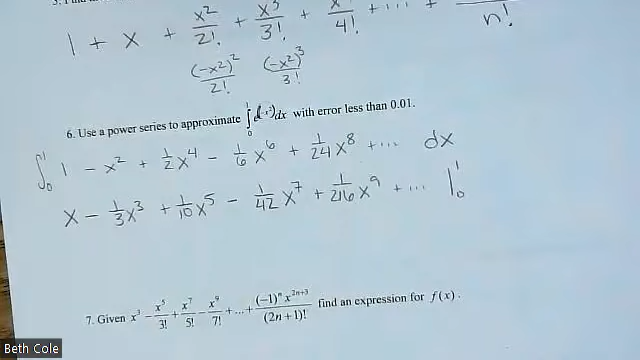 1 + x + x²/2! + x³/3! + /4! + ... + /n!
(-x²)²/2! (-x²)³/3!
6. Use a power series to approximate ∫₀¹ e^(-x²) dx with error less than 0.01.
∫₀¹ 1 - x² + 1/2 x⁴ - 1/6 x⁶ + 1/24 x⁸ + ... dx
x - 1/3 x³ + 1/10 x⁵ - 1/42 x⁷ + 1/216 x⁹ + ... |₀¹
7. Given x³ - x⁵/3! + x⁷/5! - x⁹/7! + ... + (-1)ⁿ x²ⁿ⁺³/(2n+1)! find an expression for f(x).
Beth Cole